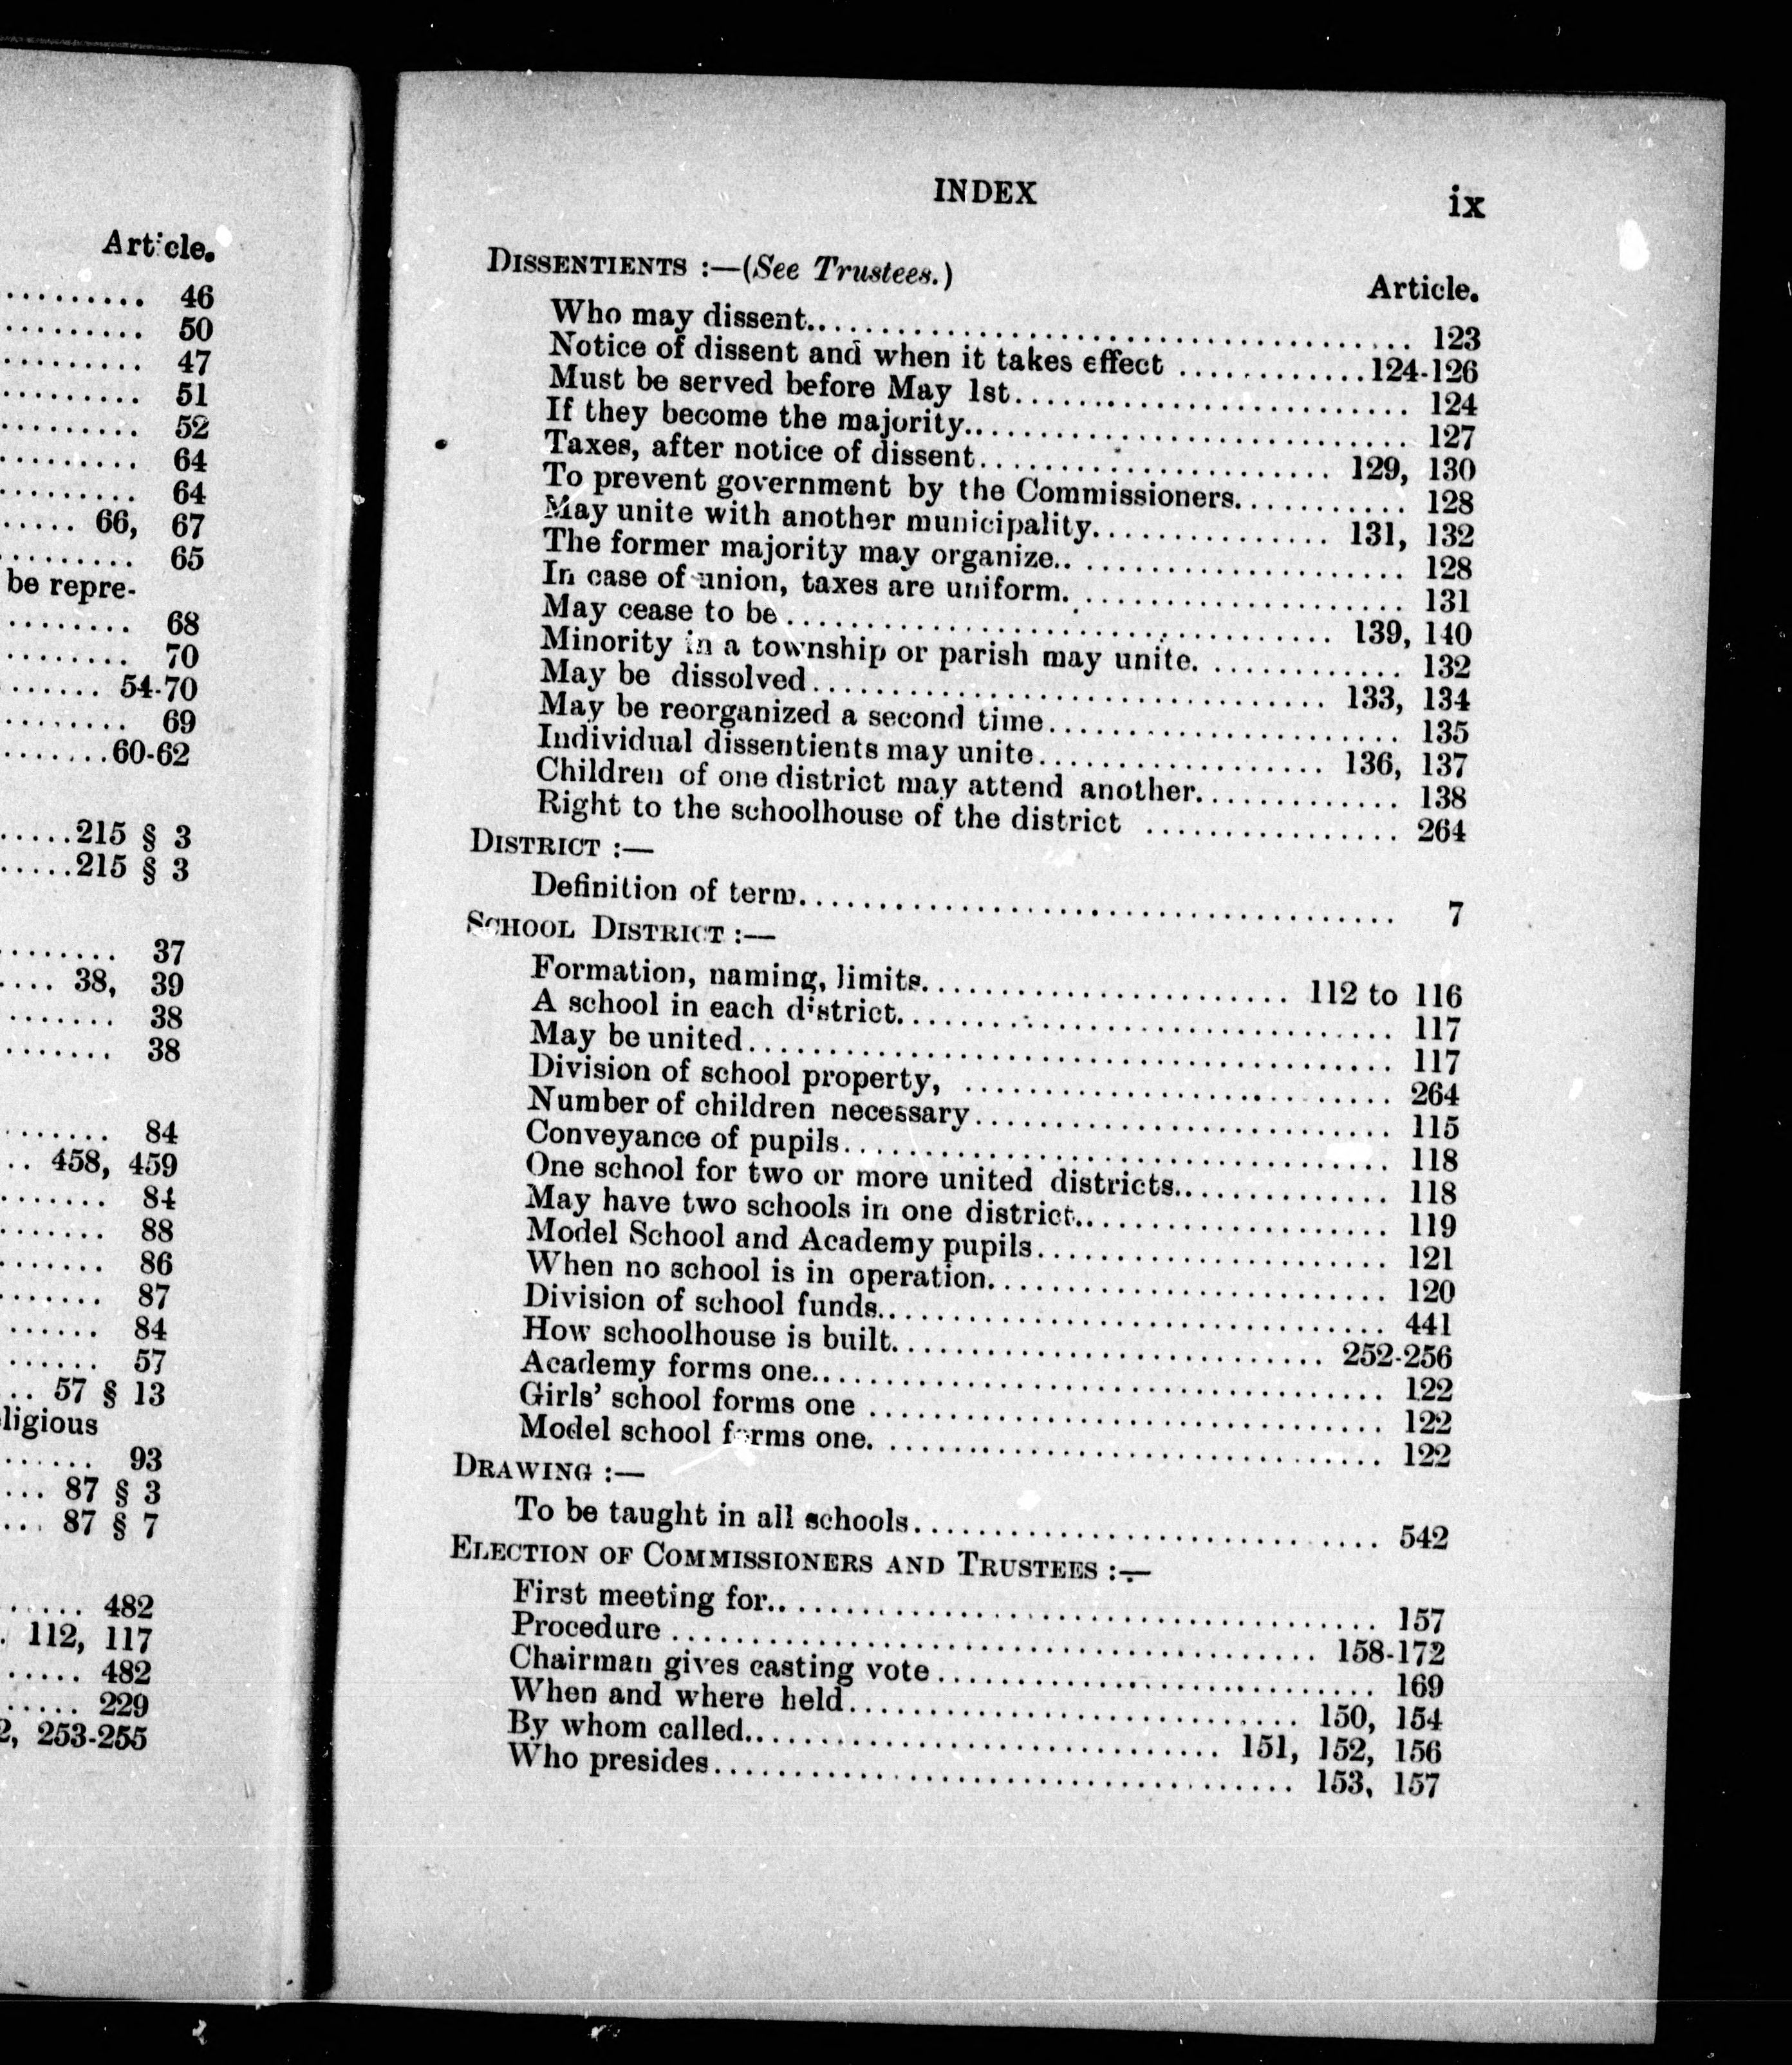 Article.
......... 46
......... 50
......... 47
......... 51
......... 52
......... 64
......... 64
..... 66, 67
........ 65
be repre-
........ 68
........ 70
....... 54-70
........ 69
.......60-62
.....215 § 3
.....215 § 3
........ 37
.... 38, 39
....... 38
....... 38
....... 84
.. 458, 459
....... 84
....... 88
....... 86
....... 87
...... 84
...... 57
.. 57 § 13
ligious
...... 93
... 87 § 3
... 87 § 7
..... 482
. 112, 117
..... 482
..... 229
2, 253-255
INDEX ix
DISSENTIENTS :—(See Trustees.)
Article.
Who may dissent.................................... 123
Notice of dissent and when it takes effect ............124-126
Must be served before May 1st......................... 124
If they become the majority............................ 127
Taxes, after notice of dissent...................... 129, 130
To prevent government by the Commissioners........... 128
May unite with another municipality............... 131, 132
The former majority may organize...................... 128
In case of union, taxes are uniform..................... 131
May cease to be.................................. 139, 140
Minority in a township or parish may unite............. 132
May be dissolved................................ 133, 134
May be reorganized a second time...................... 135
Individual dissentients may unite.................. 136, 137
Children of one district may attend another............. 138
Right to the schoolhouse of the district ................ 264
DISTRICT :—
Definition of term..................................... 7
SCHOOL DISTRICT :—
Formation, naming, limits....................... 112 to 116
A school in each district............................... 117
May be united........................................ 117
Division of school property, ........................... 264
Number of children necessary.......................... 115
Conveyance of pupils.................................. 118
One school for two or more united districts.............. 118
May have two schools in one district.................... 119
Model School and Academy pupils...................... 121
When no school is in operation......................... 120
Division of school funds................................ 441
How schoolhouse is built........................... 252-256
Academy forms one................................... 122
Girls' school forms one ................................ 122
Model school forms one................................ 122
DRAWING :—
To be taught in all schools............................. 542
ELECTION OF COMMISSIONERS AND TRUSTEES :—
First meeting for...................................... 157
Procedure ........................................ 158-172
Chairman gives casting vote............................ 169
When and where held............................ 150, 154
By whom called............................. 151, 152, 156
Who presides.................................... 153, 157